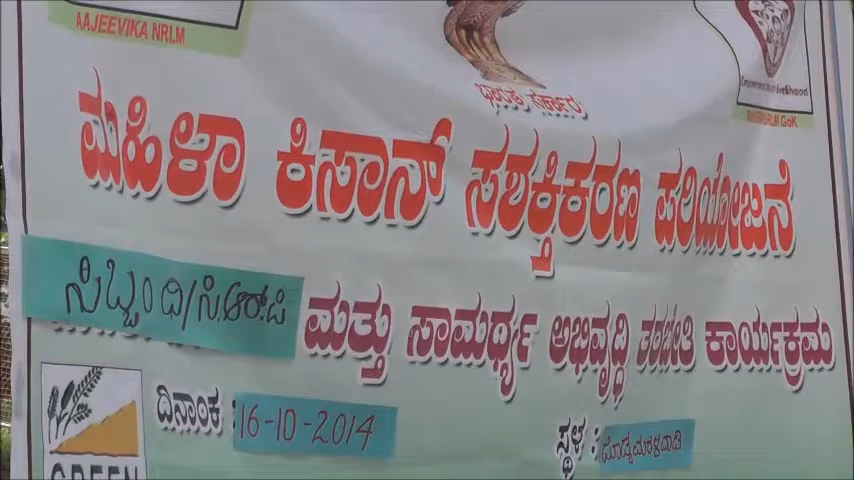 AAJEEVIKA NRLM
ಭಾರತ ಸರ್ಕಾರ
GoK
ಮಹಿಳಾ ಕಿಸಾನ್ ಸಶಕ್ತಿಕರಣ ಪರಿಯೋಜನೆ
ಸಿಬ್ಬಂದಿ/ಸಿ.ಆರ್.ಪಿ ಮತ್ತು ಸಾಮರ್ಥ್ಯ ಅಭಿವೃದ್ಧಿ ತರಬೇತಿ ಕಾರ್ಯಕ್ರಮ
ದಿನಾಂಕ : 16-10-2014
ಸ್ಥಳ :
GREEN